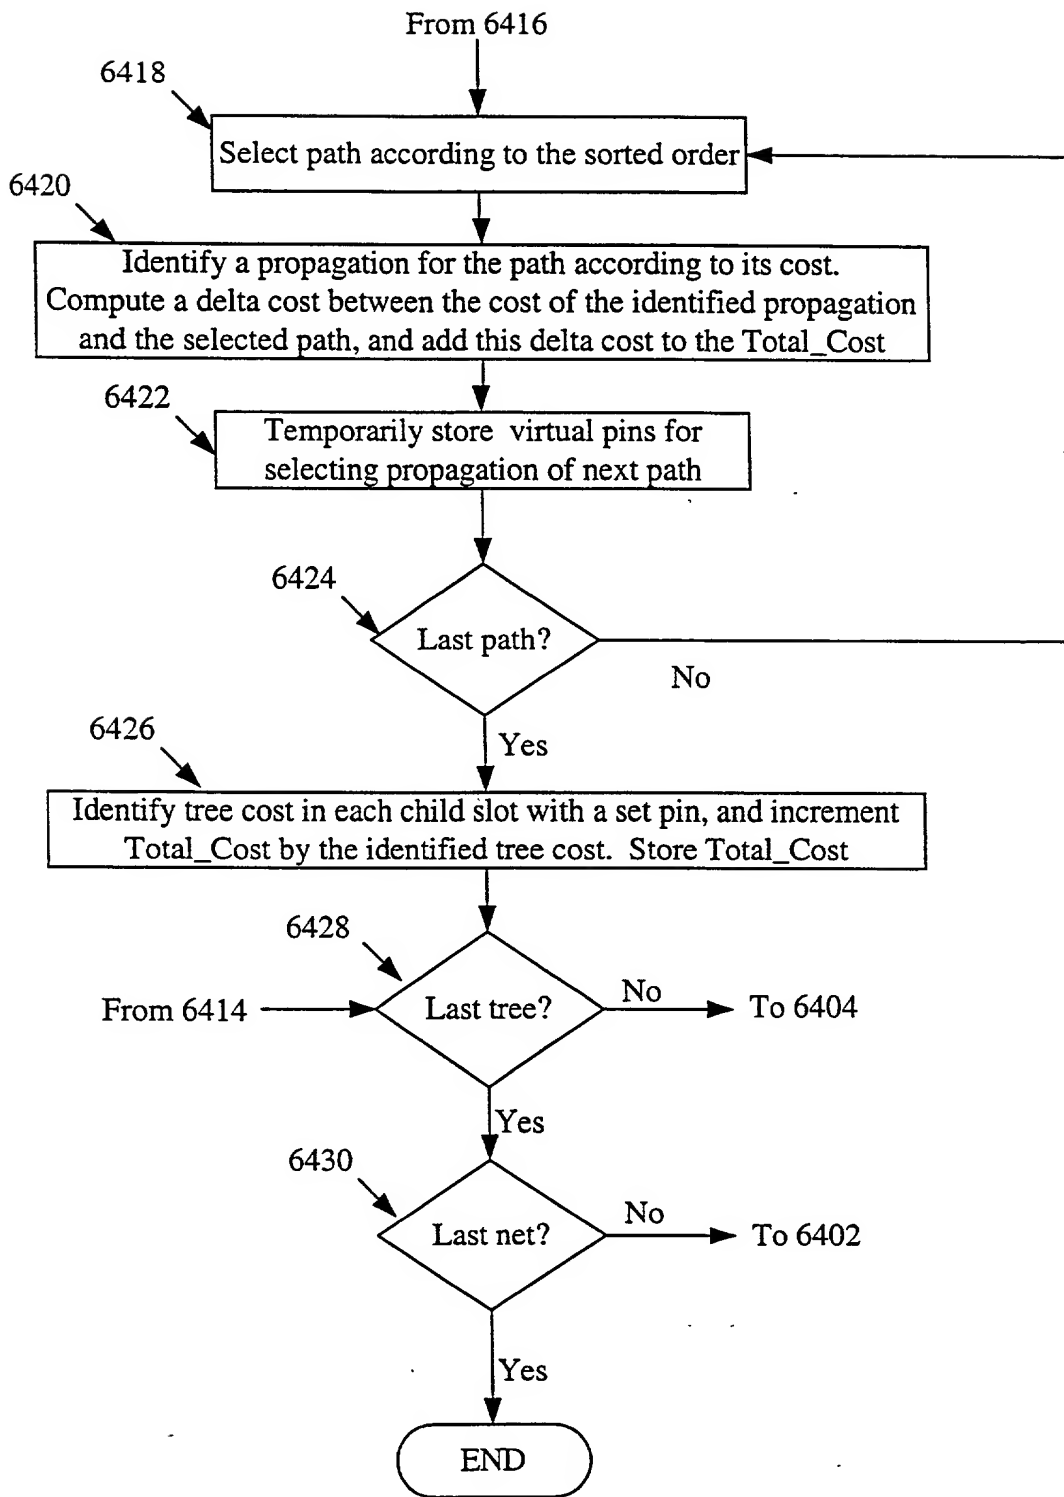 From 6416
6418
Select path according to the sorted order
6420
Identify a propagation for the path according to its cost.
Compute a delta cost between the cost of the identified propagation
and the selected path, and add this delta cost to the Total_Cost
6422
Temporarily store virtual pins for
selecting propagation of next path
6424
Last path?
No
Yes
6426
Identify tree cost in each child slot with a set pin, and increment
Total_Cost by the identified tree cost. Store Total_Cost
6428
From 6414
Last tree?
No
To 6404
Yes
6430
Last net?
No
To 6402
Yes
END